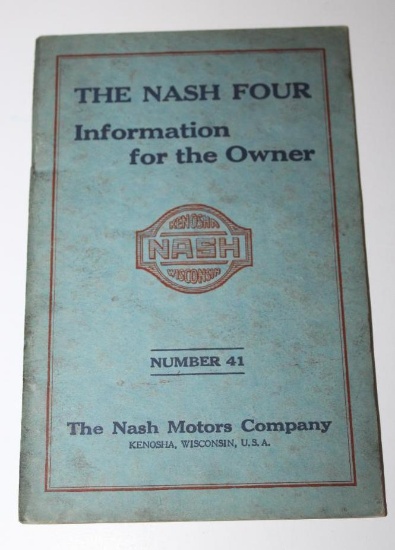 THE NASH FOUR
Information
for the Owner
KENOSHA
NASH
WISCONSIN
NUMBER 41
The Nash Motors Company
KENOSHA, WISCONSIN, U.S.A.